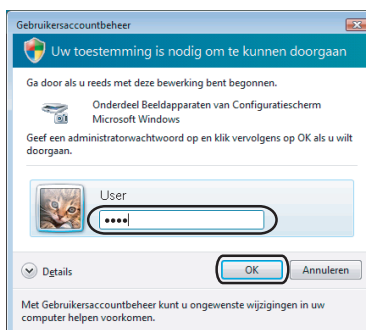 Gebruikersaccountbeheer
Uw toestemming is nodig om te kunnen doorgaan
Ga door als u reeds met deze bewerking bent begonnen.
Onderdeel Beeldapparaten van Configuratiescherm
Microsoft Windows
Geef een administratorwachtwoord op en klik vervolgens op OK als u wilt
doorgaan.
User
••••
Details
OK
Annuleren
Met Gebruikersaccountbeheer kunt u ongewenste wijzigingen in uw
computer helpen voorkomen.